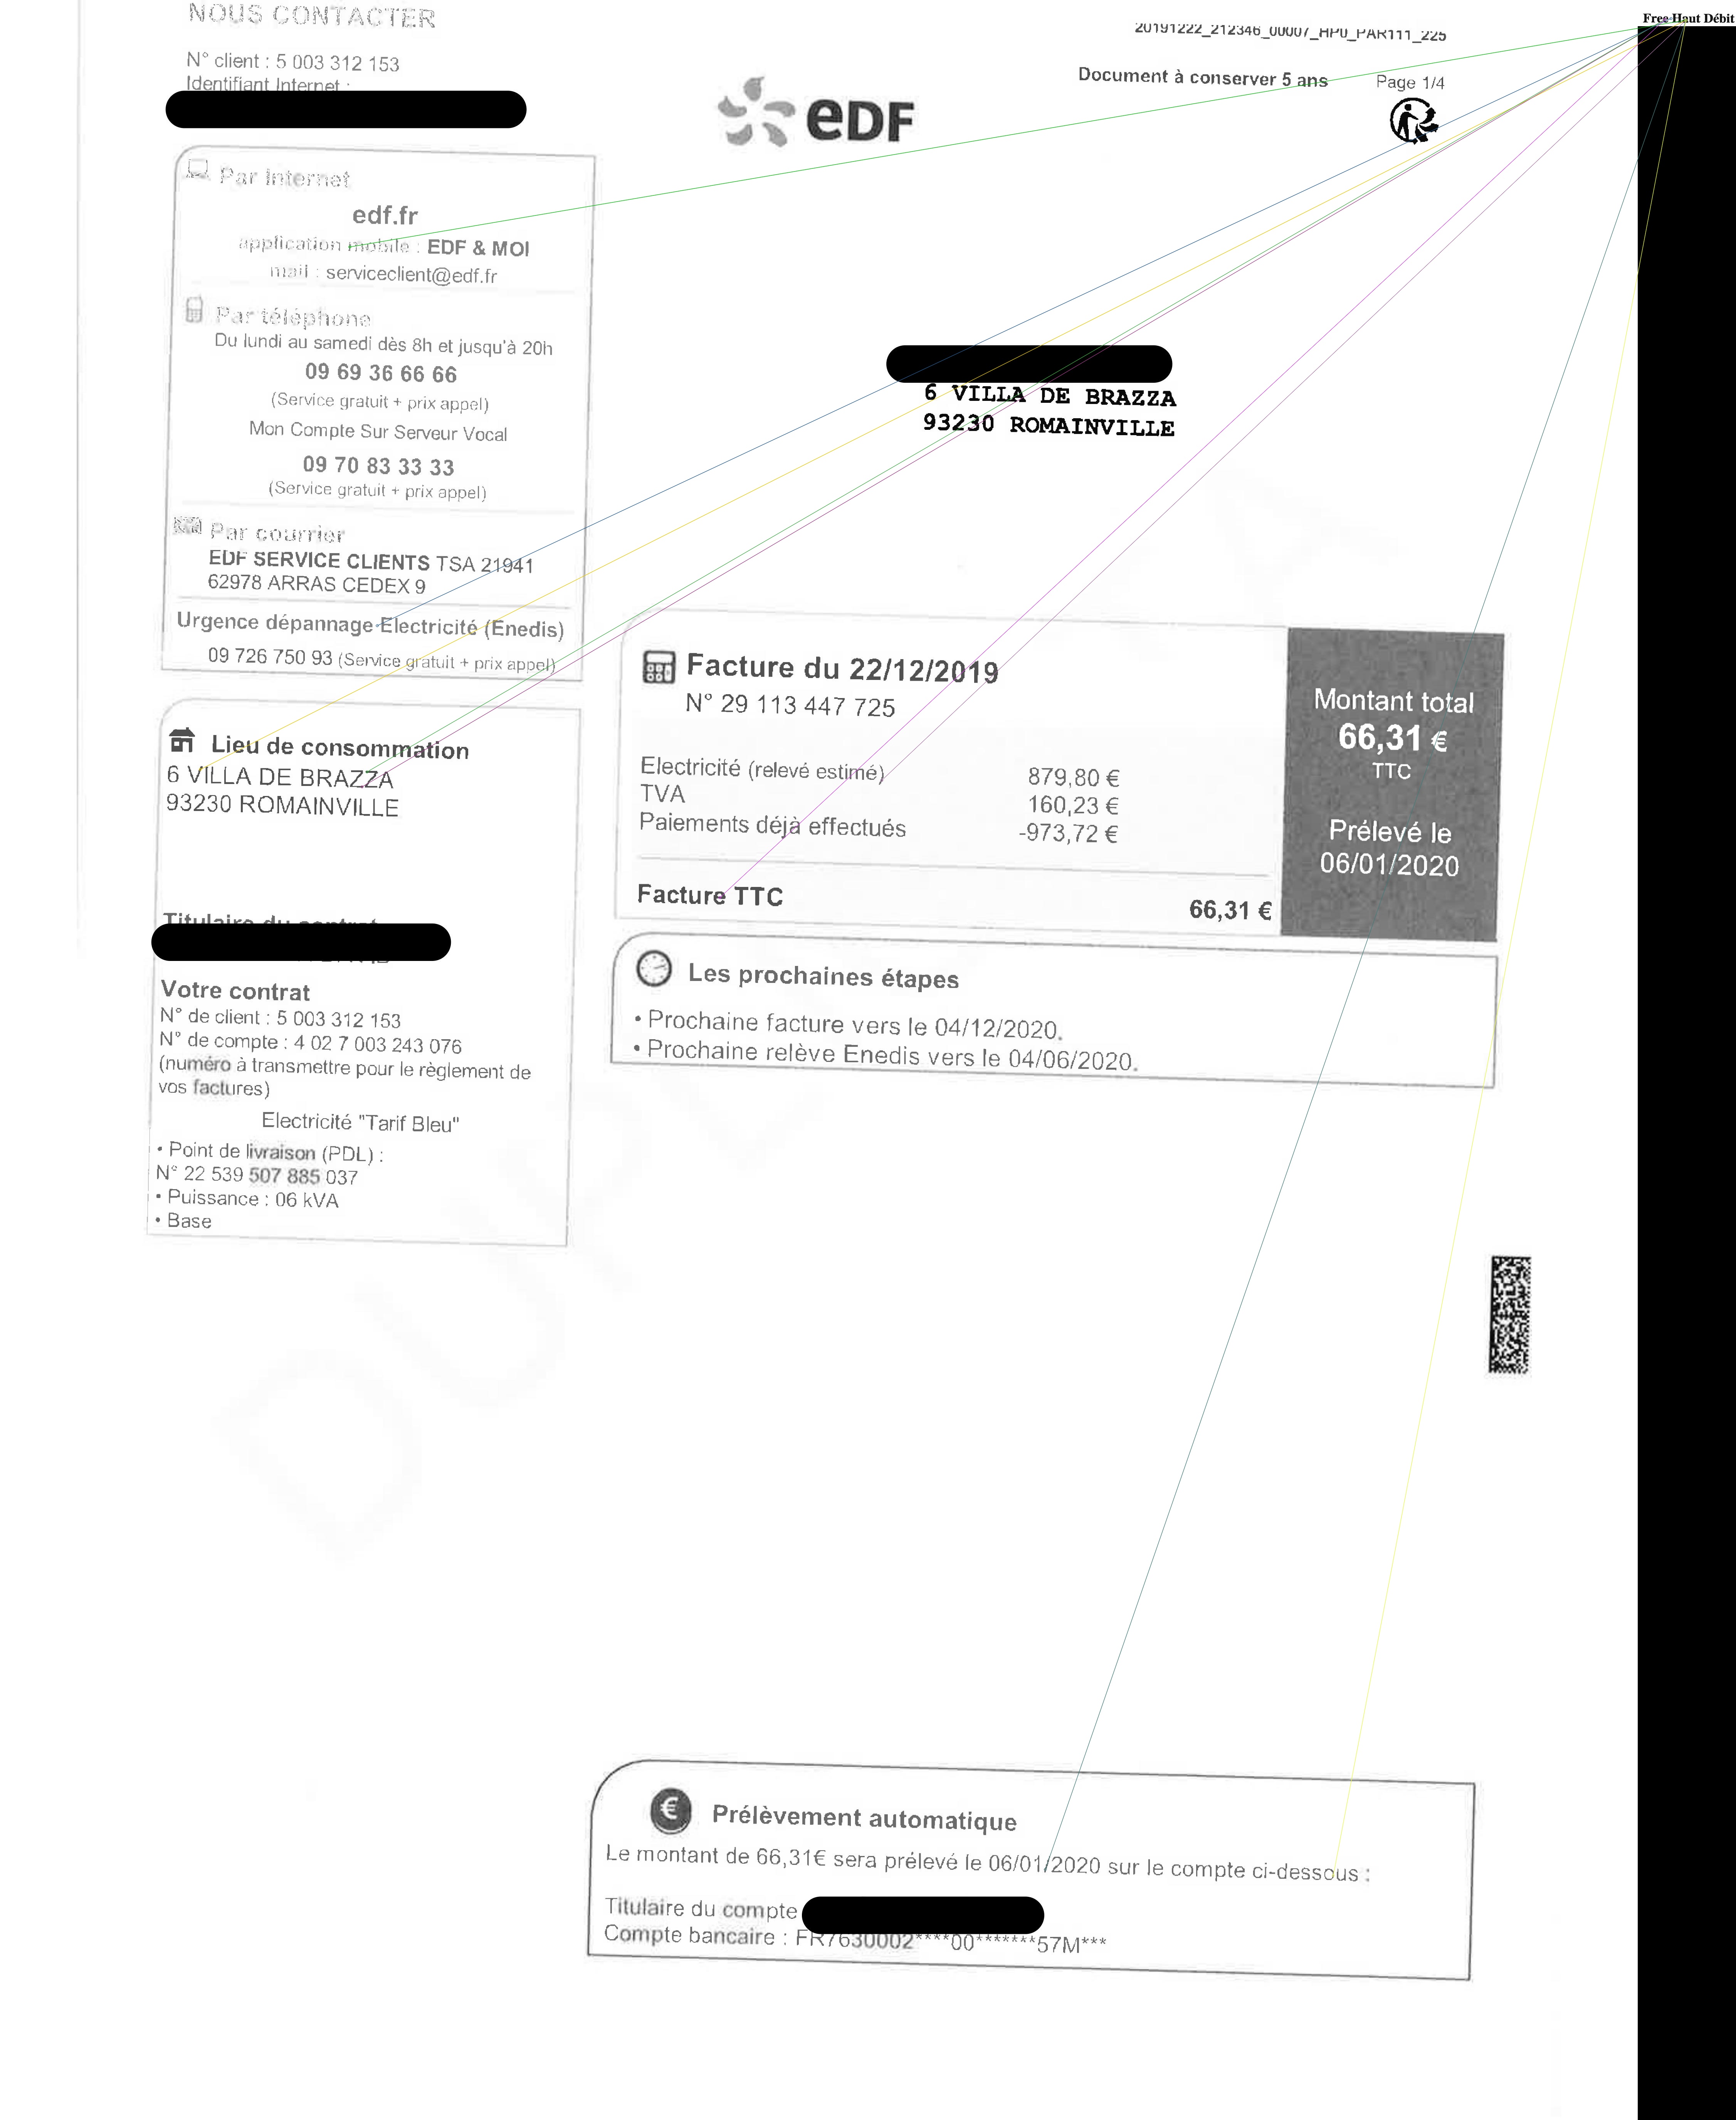 NOUS CONTACTER
20191222_212346_00007_HP0_PAR111_225
Free Haut Débit
N° client : 5 003 312 153
Identifiant Internet :
Document à conserver 5 ans
Page 1/4
eDF
Par Internet
edf.fr
application mobile : EDF & MOI
mail : serviceclient@edf.fr
Par téléphone
Du lundi au samedi dès 8h et jusqu'à 20h
09 69 36 66 66
(Service gratuit + prix appel)
Mon Compte Sur Serveur Vocal
09 70 83 33 33
(Service gratuit + prix appel)
Par courrier
EDF SERVICE CLIENTS TSA 21941
62978 ARRAS CEDEX 9
Urgence dépannage Electricité (Enedis)
09 726 750 93 (Service gratuit + prix appel)
6 VILLA DE BRAZZA
93230 ROMAINVILLE
Lieu de consommation
6 VILLA DE BRAZZA
93230 ROMAINVILLE
Titulaire du contrat
Votre contrat
N° de client : 5 003 312 153
N° de compte : 4 02 7 003 243 076
(numéro à transmettre pour le règlement de
vos factures)
Electricité "Tarif Bleu"
• Point de livraison (PDL) :
N° 22 539 507 885 037
• Puissance : 06 kVA
• Base
Facture du 22/12/2019
N° 29 113 447 725
Electricité (relevé estimé) 879,80 €
TVA 160,23 €
Paiements déjà effectués -973,72 €
Facture TTC 66,31 €
Montant total
66,31 €
TTC
Prélevé le
06/01/2020
Les prochaines étapes
• Prochaine facture vers le 04/12/2020.
• Prochaine relève Enedis vers le 04/06/2020.
Prélèvement automatique
Le montant de 66,31€ sera prélevé le 06/01/2020 sur le compte ci-dessous :
Titulaire du compte
Compte bancaire : FR7630002****00*******57M***